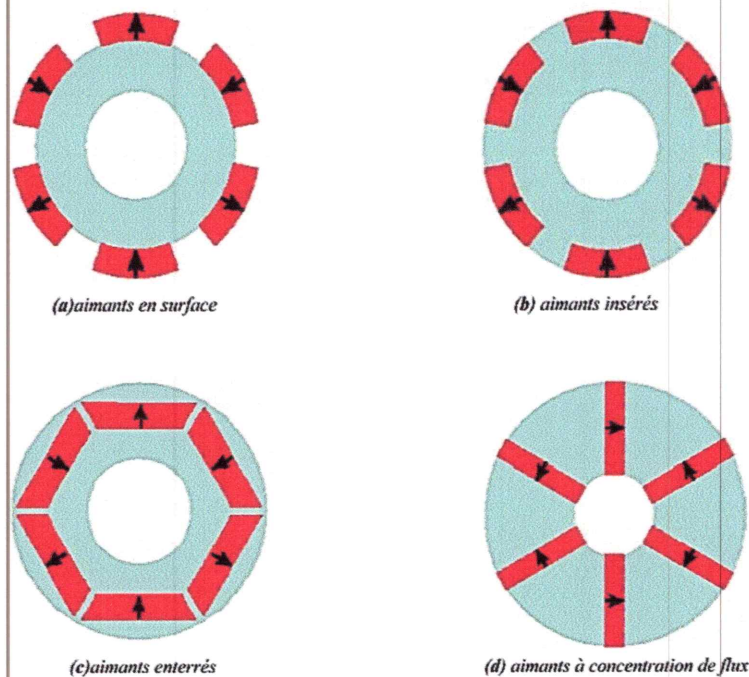 (a)aimants en surface
(b) aimants insérés
(c)aimants enterrés
(d) aimants à concentration de flux